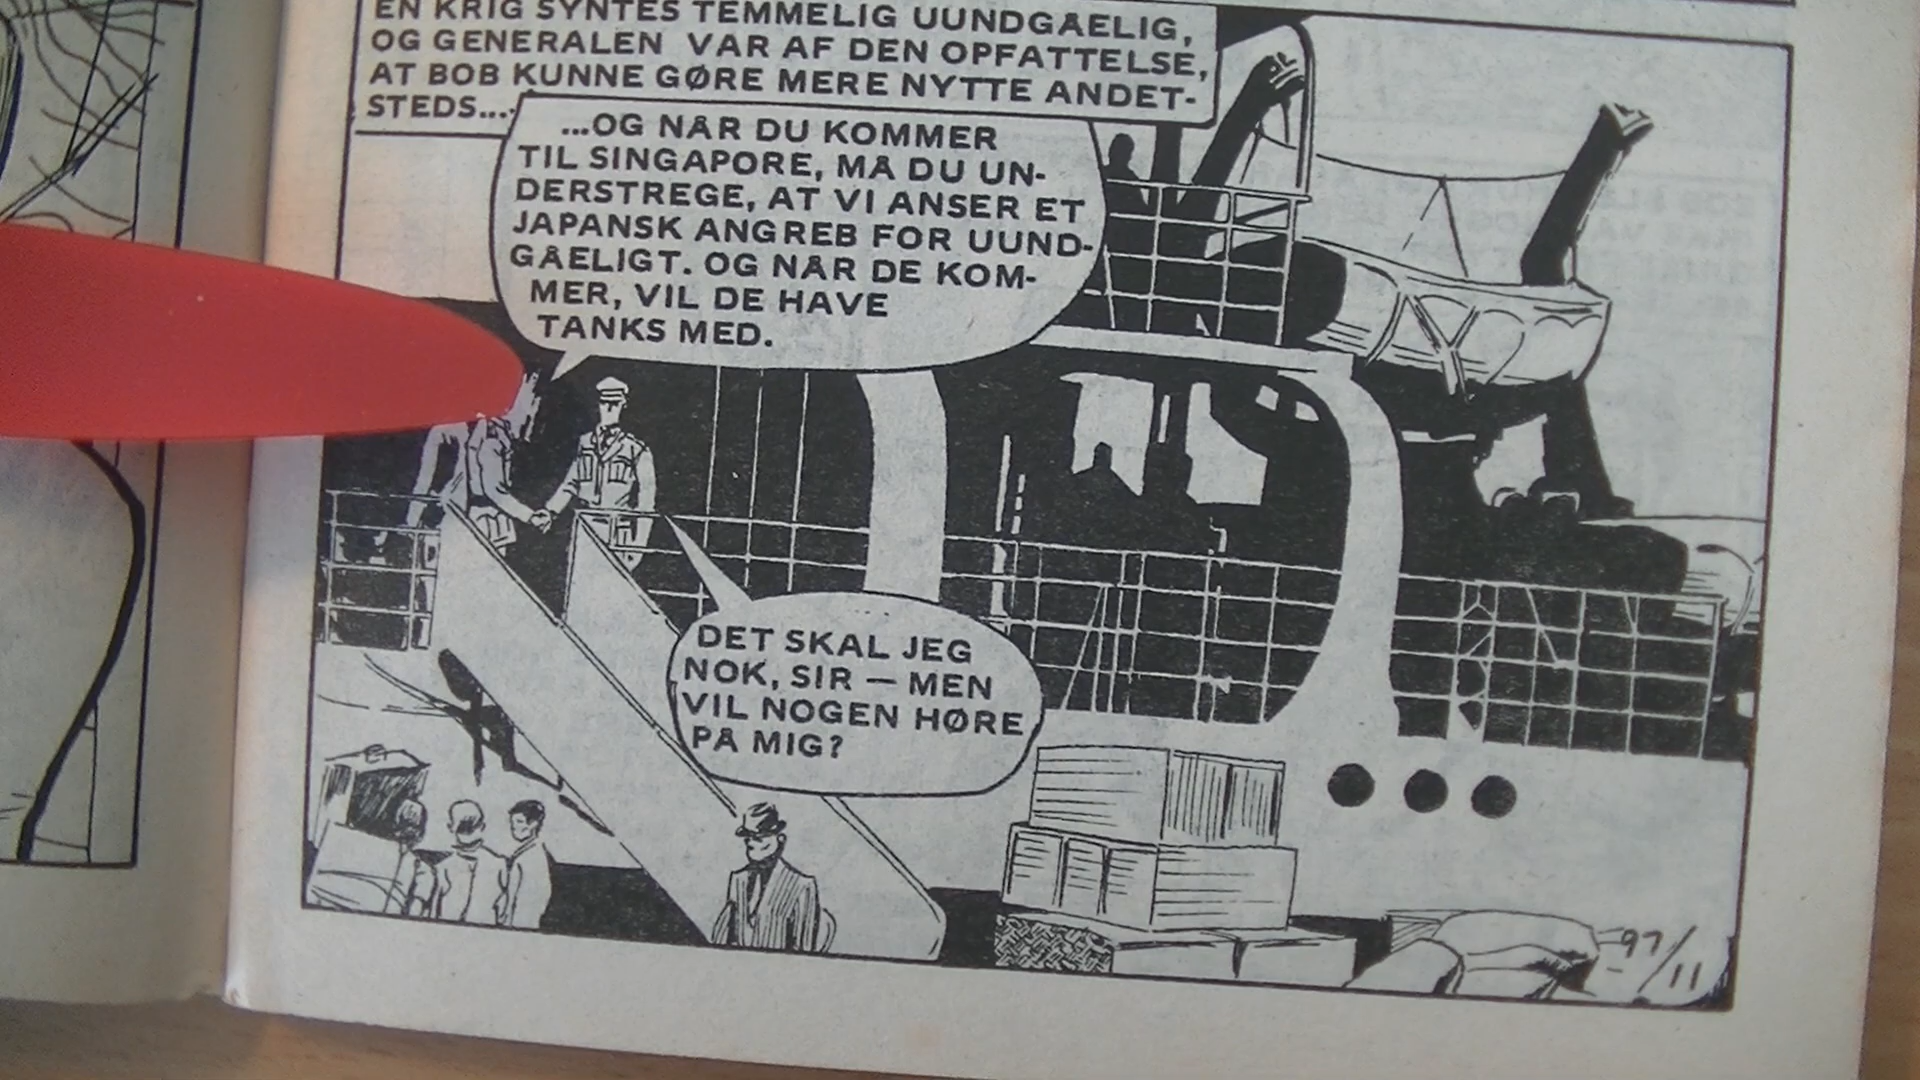 EN KRIG SYNTES TEMMELIG UUNDGÅELIG,
OG GENERALEN VAR AF DEN OPFATTELSE,
AT BOB KUNNE GØRE MERE NYTTE ANDET-
STEDS...
...OG NÅR DU KOMMER
TIL SINGAPORE, MÅ DU UN-
DERSTREGE, AT VI ANSER ET
JAPANSK ANGREB FOR UUND-
GÅELIGT. OG NÅR DE KOM-
MER, VIL DE HAVE
TANKS MED.
DET SKAL JEG
NOK, SIR — MEN
VIL NOGEN HØRE
PÅ MIG?
97/11